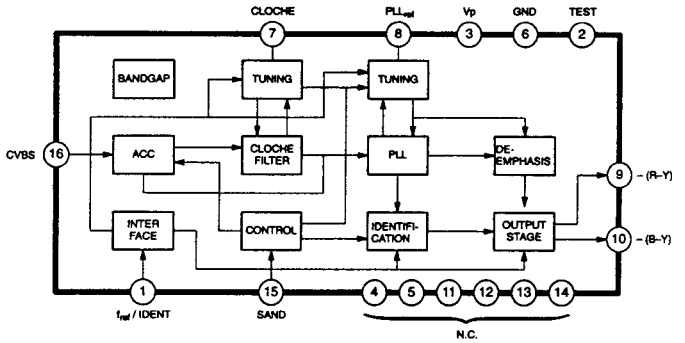 CLOCHE
PLLref
Vp
GND
TEST
7
8
3
6
2
BANDGAP
TUNING
TUNING
CVBS
16
ACC
CLOCHE
FILTER
PLL
DE-
EMPHASIS
9
– (R–Y)
INTER
FACE
CONTROL
IDENTIFI-
CATION
OUTPUT
STAGE
10
– (B–Y)
1
15
4
5
11
12
13
14
fref / IDENT
SAND
N.C.